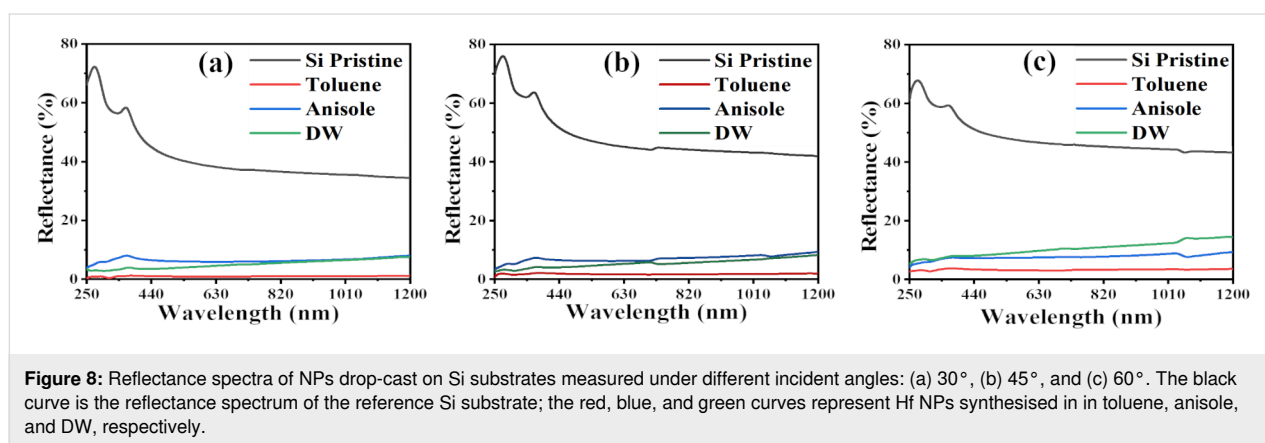 80
60
40
20
0
Reflectance (%)
(a)
Si Pristine
Toluene
Anisole
DW
250 440 630 820 1010 1200
Wavelength (nm)
80
60
40
20
0
Reflectance (%)
(b)
Si Pristine
Toluene
Anisole
DW
250 440 630 820 1010 1200
Wavelength (nm)
80
60
40
20
0
Reflectance (%)
(c)
Si Pristine
Toluene
Anisole
DW
250 440 630 820 1010 1200
Wavelength (nm)
Figure 8: Reflectance spectra of NPs drop-cast on Si substrates measured under different incident angles: (a) 30°, (b) 45°, and (c) 60°. The black
curve is the reflectance spectrum of the reference Si substrate; the red, blue, and green curves represent Hf NPs synthesised in in toluene, anisole,
and DW, respectively.